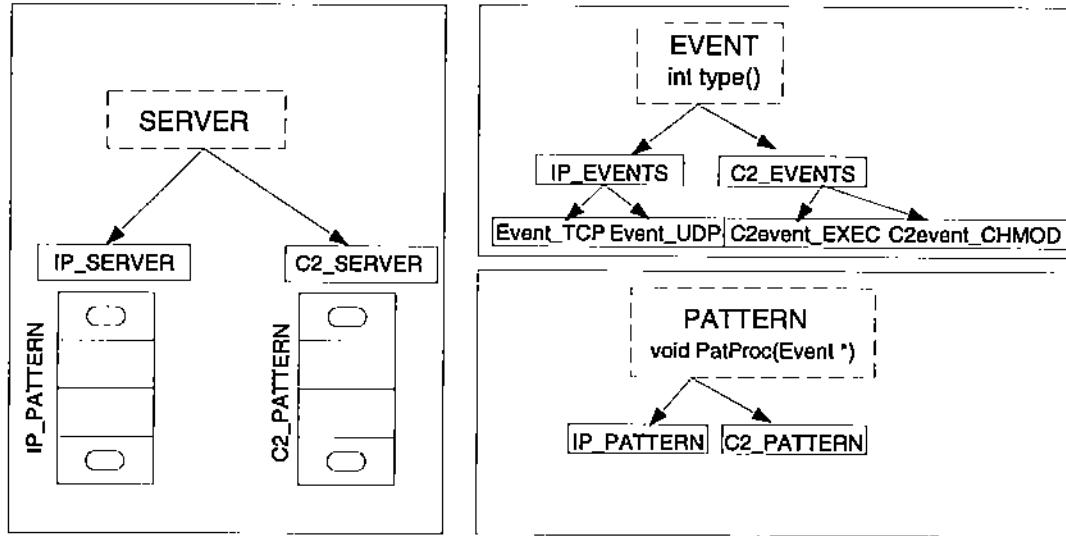 SERVER
IP_SERVER
C2_SERVER
IP_PATTERN
C2_PATTERN
EVENT
int type()
IP_EVENTS
C2_EVENTS
Event_TCP Event_UDP
C2event_EXEC C2event_CHMOD
PATTERN
void PatProc(Event *)
IP_PATTERN
C2_PATTERN